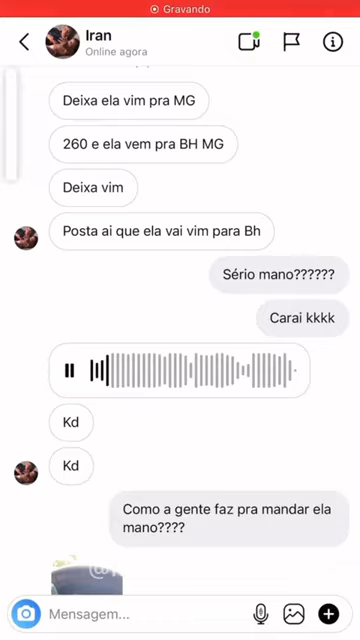 Gravando
Iran
Online agora
Deixa ela vim pra MG
260 e ela vem pra BH MG
Deixa vim
Posta ai que ela vai vim para Bh
Sério mano??????
Carai kkkk
Kd
Kd
Como a gente faz pra mandar ela
mano????
Mensagem...